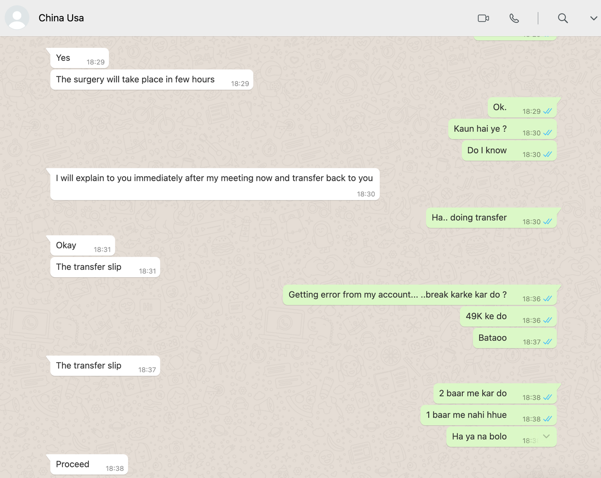 China Usa
Yes 18:29
The surgery will take place in few hours 18:29
Ok. 18:29
Kaun hai ye ? 18:30
Do I know 18:30
I will explain to you immediately after my meeting now and transfer back to you
18:30
Ha.. doing transfer 18:30
Okay 18:31
The transfer slip 18:31
Getting error from my account... ..break karke kar do ? 18:36
49K ke do 18:36
Bataoo 18:37
The transfer slip 18:37
2 baar me kar do 18:38
1 baar me nahi hhue 18:38
Ha ya na bolo
Proceed 18:38